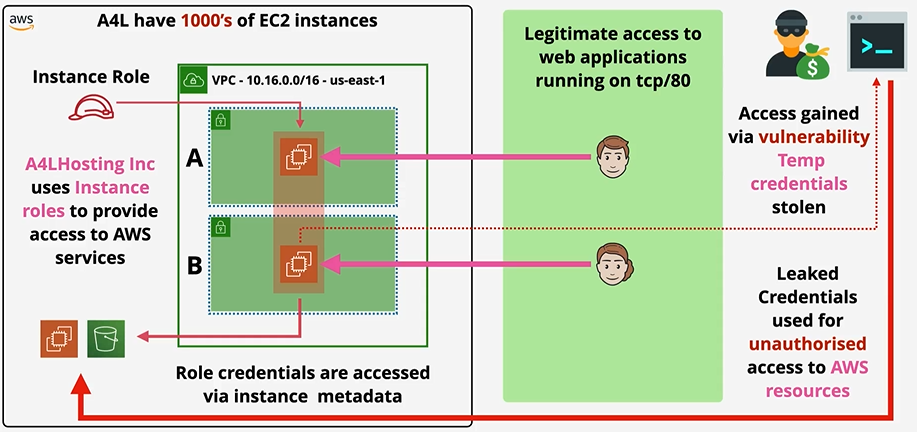 aws
A4L have 1000's of EC2 instances
Instance Role
VPC - 10.16.0.0/16 - us-east-1
A
B
A4LHosting Inc
uses Instance
roles to provide
access to AWS
services
Role credentials are accessed
via instance metadata
Legitimate access to
web applications
running on tcp/80
$
>_
Access gained
via vulnerability
Temp
credentials
stolen
Leaked
Credentials
used for
unauthorised
access to AWS
resources